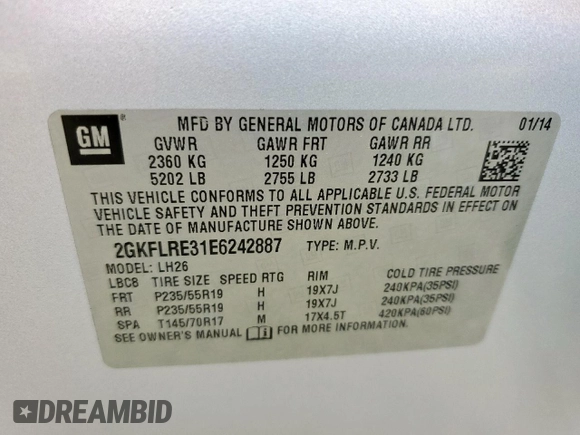 GM
MFD BY GENERAL MOTORS OF CANADA LTD. 01/14
GVWR GAWR FRT GAWR RR
2360 KG 1250 KG 1240 KG
5202 LB 2755 LB 2733 LB
THIS VEHICLE CONFORMS TO ALL APPLICABLE U.S. FEDERAL MOTOR
VEHICLE SAFETY AND THEFT PREVENTION STANDARDS IN EFFECT ON
THE DATE OF MANUFACTURE SHOWN ABOVE.
2GKFLRE31E6242887 TYPE: M.P.V.
MODEL: LH26
LBC8 TIRE SIZE SPEED RTG RIM COLD TIRE PRESSURE
FRT P235/55R19 H 19X7J 240KPA(35PSI)
RR P235/55R19 H 19X7J 240KPA(35PSI)
SPA T145/70R17 M 17X4.5T 420KPA(60PSI)
SEE OWNER'S MANUAL FOR MORE INFORMATION.
DREAMBID